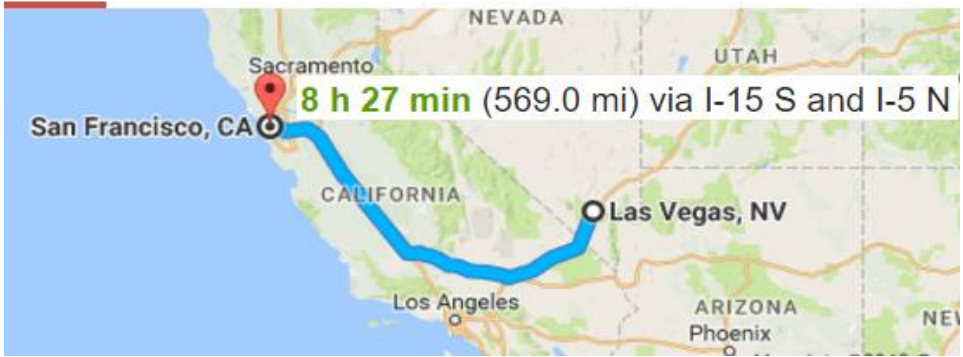 NEVADA
UTAH
Sacramento
8 h 27 min (569.0 mi) via I-15 S and I-5 N
San Francisco, CA
CALIFORNIA
Las Vegas, NV
Los Angeles
ARIZONA
Phoenix
NEW